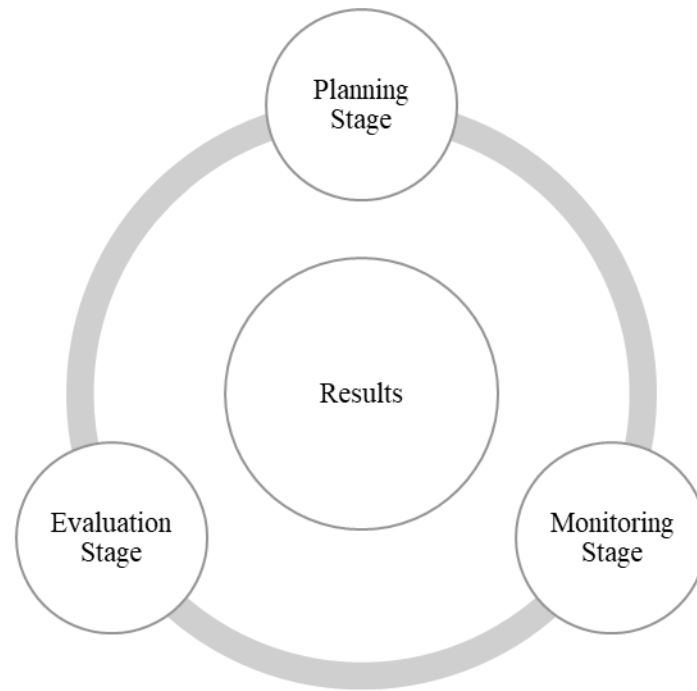 Planning
Stage
Results
Evaluation
Stage
Monitoring
Stage